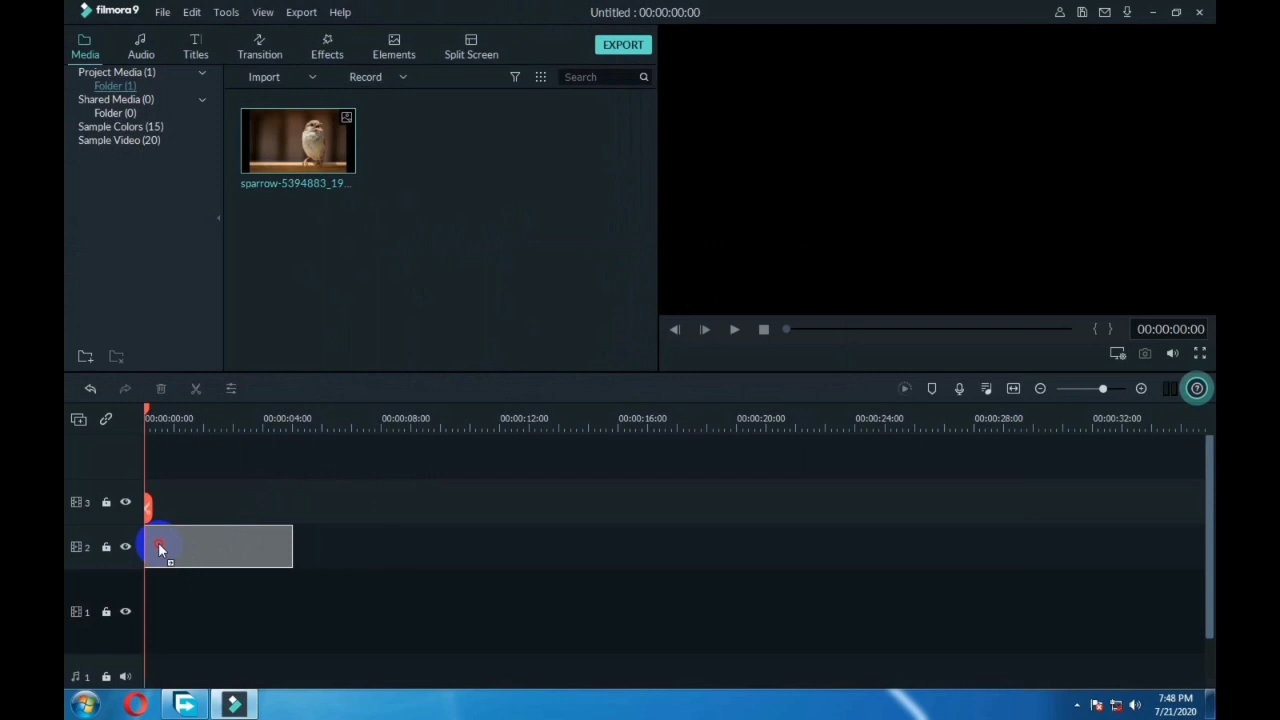 filmora9 File Edit Tools View Export Help Untitled : 00:00:00:00
Media Audio Titles Transition Effects Elements Split Screen EXPORT
Project Media (1)
Folder (1)
Shared Media (0)
Folder (0)
Sample Colors (15)
Sample Video (20)
Import Record Search
sparrow-5394883_19...
{ } 00:00:00:00
00:00:00:00 00:00:04:00 00:00:08:00 00:00:12:00 00:00:16:00 00:00:20:00 00:00:24:00 00:00:28:00 00:00:32:00
3
2
1
1
7:48 PM
7/21/2020